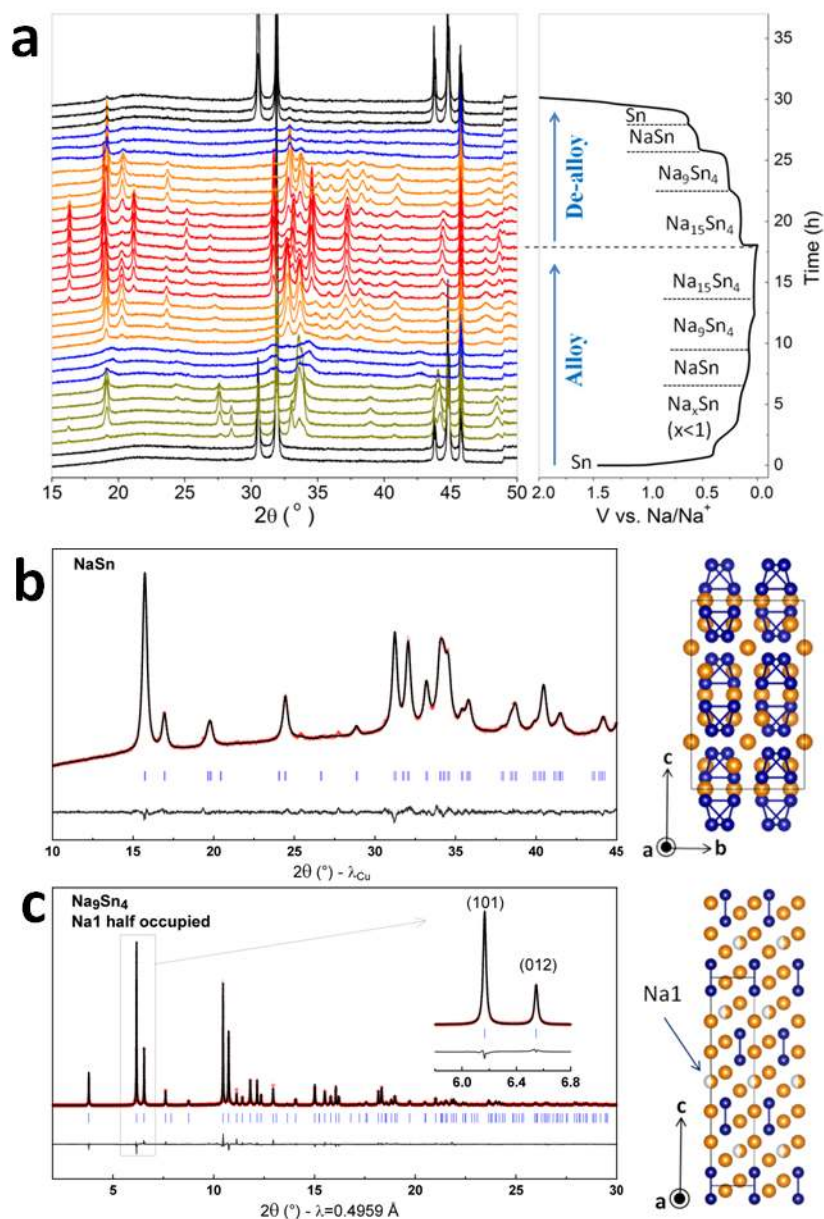 a
De-alloy
Alloy
Sn
NaSn
Na₉Sn₄
Na₁₅Sn₄
Na₁₅Sn₄
Na₉Sn₄
NaSn
NaₓSn
(x<1)
Sn
35
30
25
20
15
10
5
0
Time (h)
15 20 25 30 35 40 45 50
2θ (°)
2.0 1.5 1.0 0.5 0.0
V vs. Na/Na⁺
b
NaSn
10 15 20 25 30 35 40 45
2θ (°) - λCu
c
a
b
c
Na₉Sn₄
Na1 half occupied
(101)
(012)
6.0 6.4 6.8
5 10 15 20 25 30
2θ (°) - λ=0.4959 Å
Na1
c
a